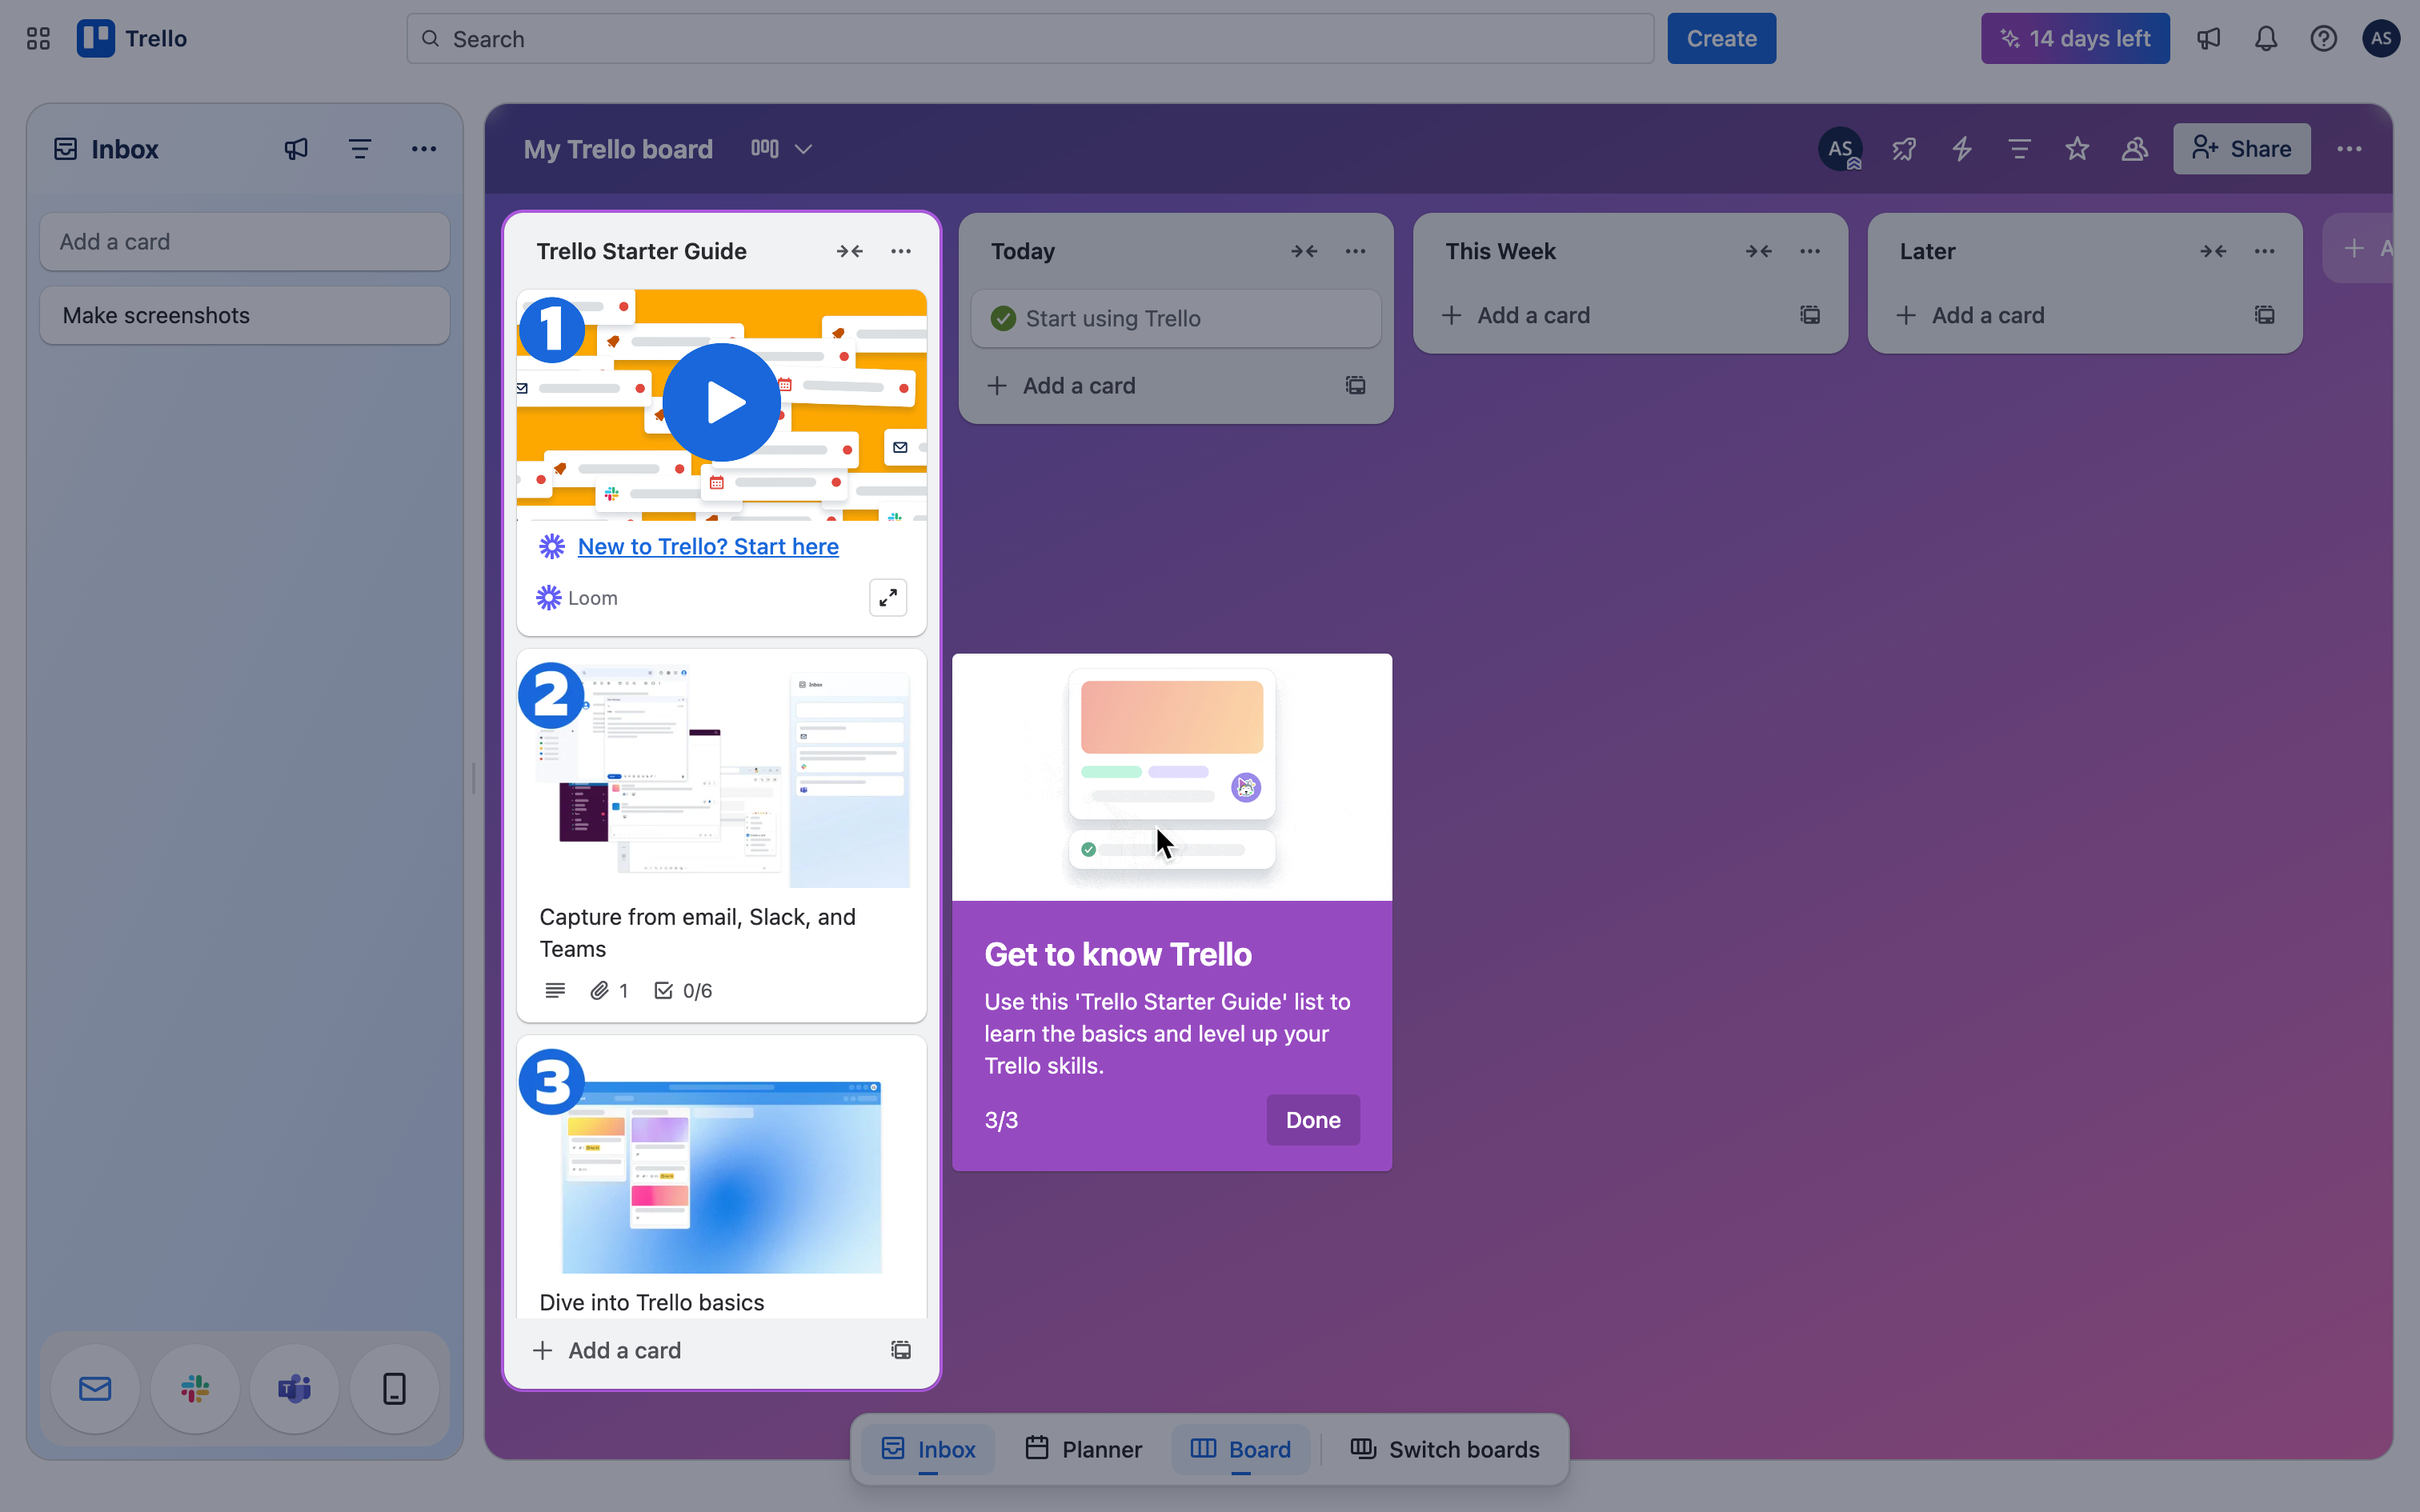 Trello
Search
Create
14 days left
AS
Inbox
Add a card
Make screenshots
My Trello board
AS
Share
Trello Starter Guide
1
New to Trello? Start here
Loom
2
Inbox
Capture from email, Slack, and
Teams
1
0/6
3
Dive into Trello basics
Add a card
Today
Start using Trello
Add a card
This Week
Add a card
Later
Add a card
Get to know Trello
Use this 'Trello Starter Guide' list to
learn the basics and level up your
Trello skills.
3/3
Done
Inbox
Planner
Board
Switch boards